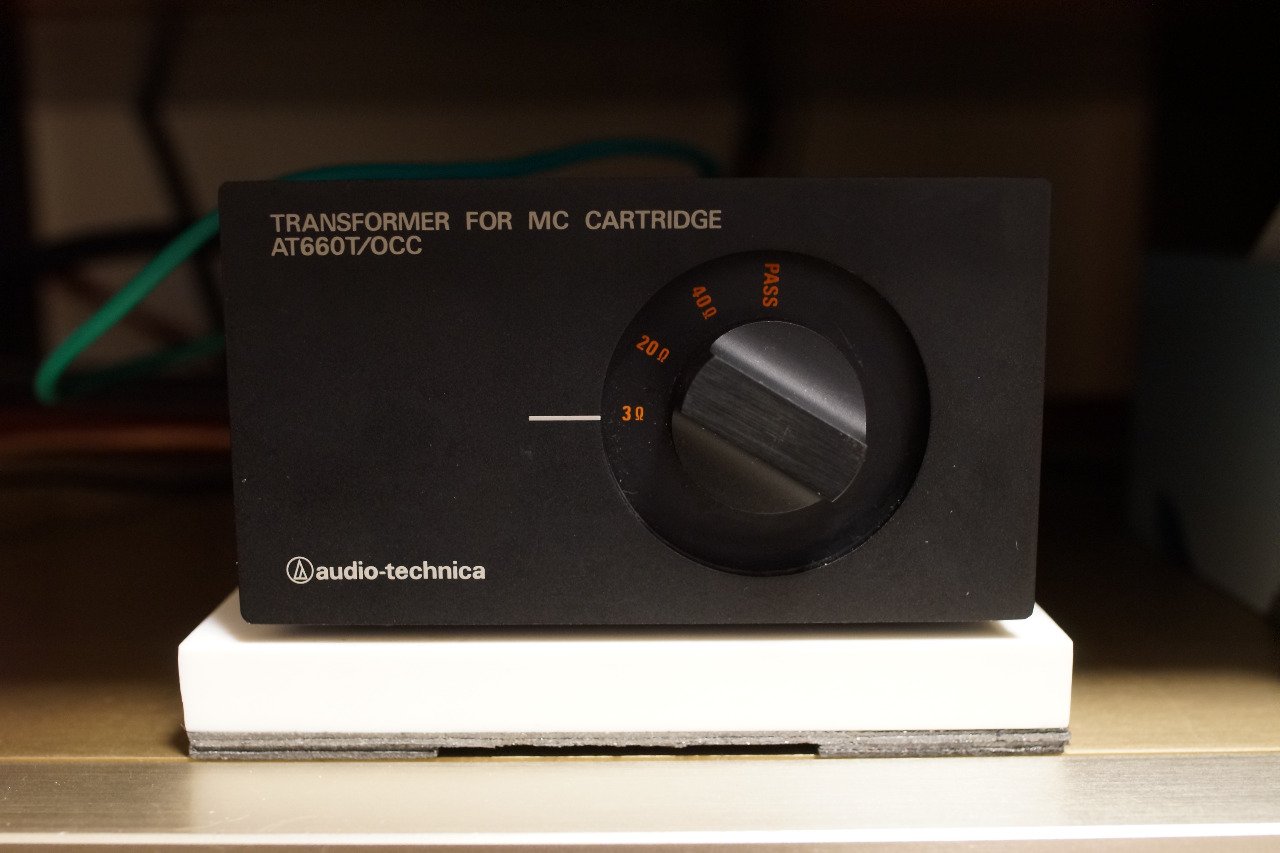 TRANSFORMER FOR MC CARTRIDGE
AT660T/OCC
PASS
40Ω
20Ω
3Ω
audio-technica